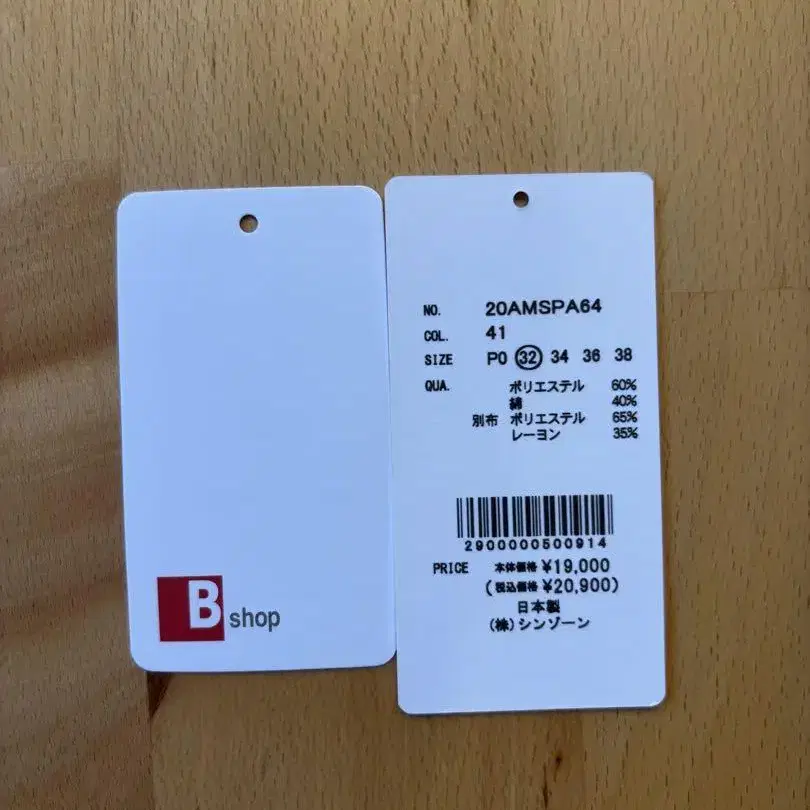 B shop
NO. 20AMSPA64
COL. 41
SIZE P0 32 34 36 38
QUA. ポリエステル 60%
綿 40%
別布 ポリエステル 65%
レーヨン 35%
2900000500914
PRICE 本体価格 ¥19,000
(税込価格 ¥20,900)
日本製
(株)シンゾーン